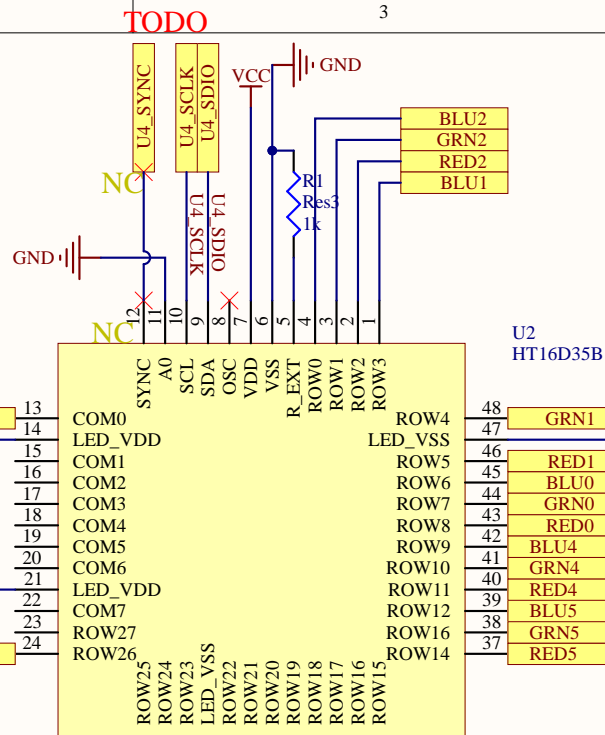 3
TODO
U4_SYNC
U4_SCLK
U4_SDIO
VCC
GND
BLU2
GRN2
RED2
BLU1
NC
R1
Res3
1k
U4_SCLK
U4_SDIO
GND
NC
12
11
10
9
8
7
6
5
4
3
2
1
U2
HT16D35B
SYNC
A0
SCL
SDA
OSC
VDD
VSS
R_EXT
ROW0
ROW1
ROW2
ROW3
13 COM0
14 LED_VDD
15 COM1
16 COM2
17 COM3
18 COM4
19 COM5
20 COM6
21 LED_VDD
22 COM7
23 ROW27
24 ROW26
ROW4 48 GRN1
LED_VSS 47
ROW5 46 RED1
ROW6 45 BLU0
ROW7 44 GRN0
ROW8 43 RED0
ROW9 42 BLU4
ROW10 41 GRN4
ROW11 40 RED4
ROW12 39 BLU5
ROW16 38 GRN5
ROW14 37 RED5
ROW25
ROW24
ROW23
LED_VSS
ROW22
ROW21
ROW20
ROW19
ROW18
ROW17
ROW16
ROW15